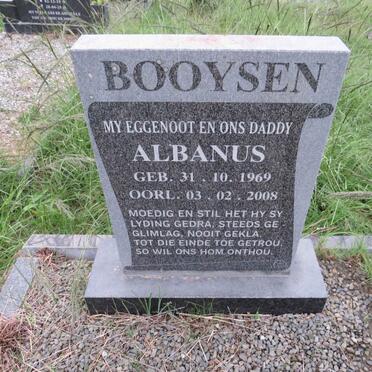 BOOYSEN
MY EGGENOOT EN ONS DADDY
ALBANUS
GEB. 31 . 10 . 1969
OORL. 03 . 02 . 2008
MOEDIG EN STIL HET HY SY
LYDING GEDRA, STEEDS GE
GLIMLAG, NOOIT GEKLA.
TOT DIE EINDE TOE GETROU,
SO WIL ONS HOM ONTHOU.